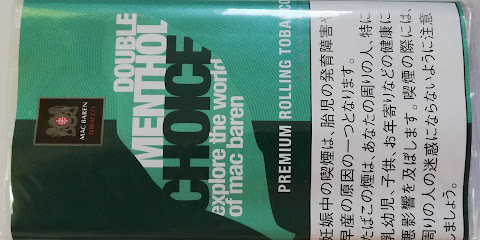 MAC BAREN
TOBACCO
DOUBLE
MENTHOL
CHOICE
explore the world
of mac baren
PREMIUM ROLLING TOBACCO
妊娠中の喫煙は、胎児の発育障害や
早産の原因の一つとなります。
たばこの煙は、あなたの周りの人、特に
乳幼児、子供、お年寄りなどの健康に
悪影響を及ぼします。喫煙の際には、
周りの人の迷惑にならないように注意
しましょう。